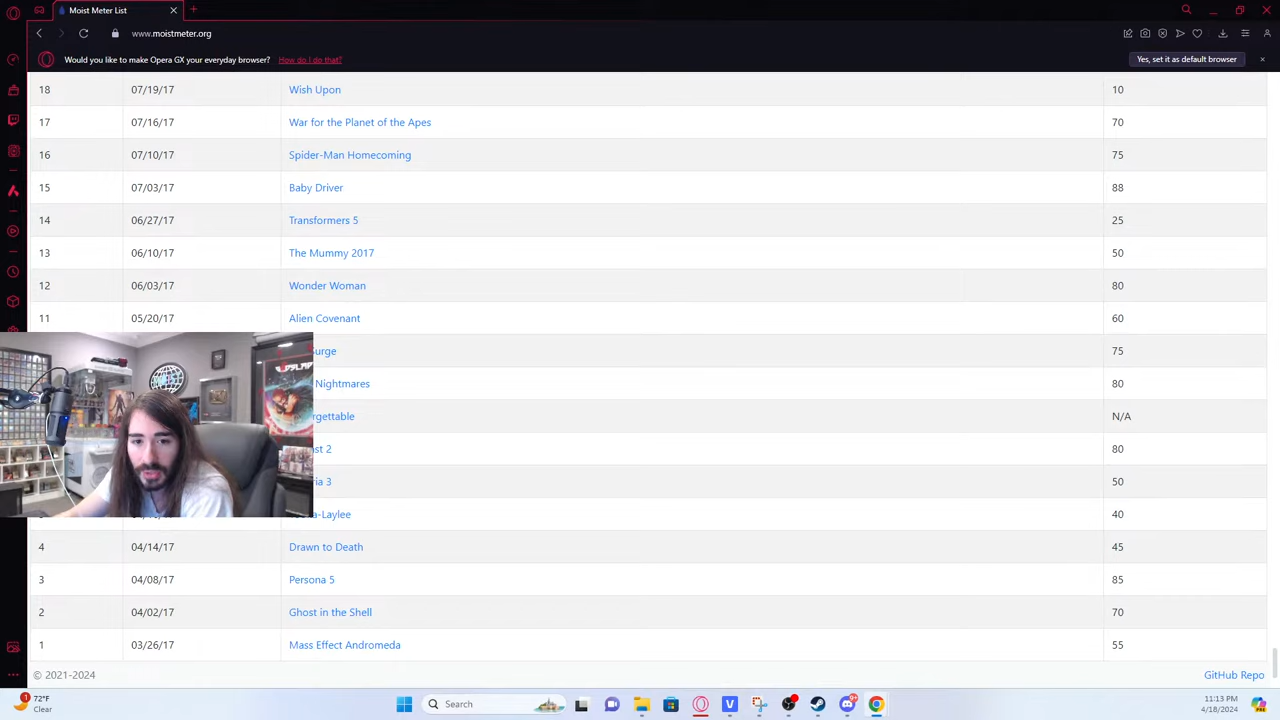 Moist Meter List
www.moistmeter.org
Would you like to make Opera GX your everyday browser? How do I do that? Yes, set it as default browser
18 07/19/17 Wish Upon 10
17 07/16/17 War for the Planet of the Apes 70
16 07/10/17 Spider-Man Homecoming 75
15 07/03/17 Baby Driver 88
14 06/27/17 Transformers 5 25
13 06/10/17 The Mummy 2017 50
12 06/03/17 Wonder Woman 80
11 05/20/17 Alien Covenant 60
urge 75
Nightmares 80
rgettable N/A
st 2 80
ia 3 50
a-Laylee 40
4 04/14/17 Drawn to Death 45
3 04/08/17 Persona 5 85
2 04/02/17 Ghost in the Shell 70
1 03/26/17 Mass Effect Andromeda 55
© 2021-2024 GitHub Repo
1 72°F
Clear
Search
11:13 PM
4/18/2024